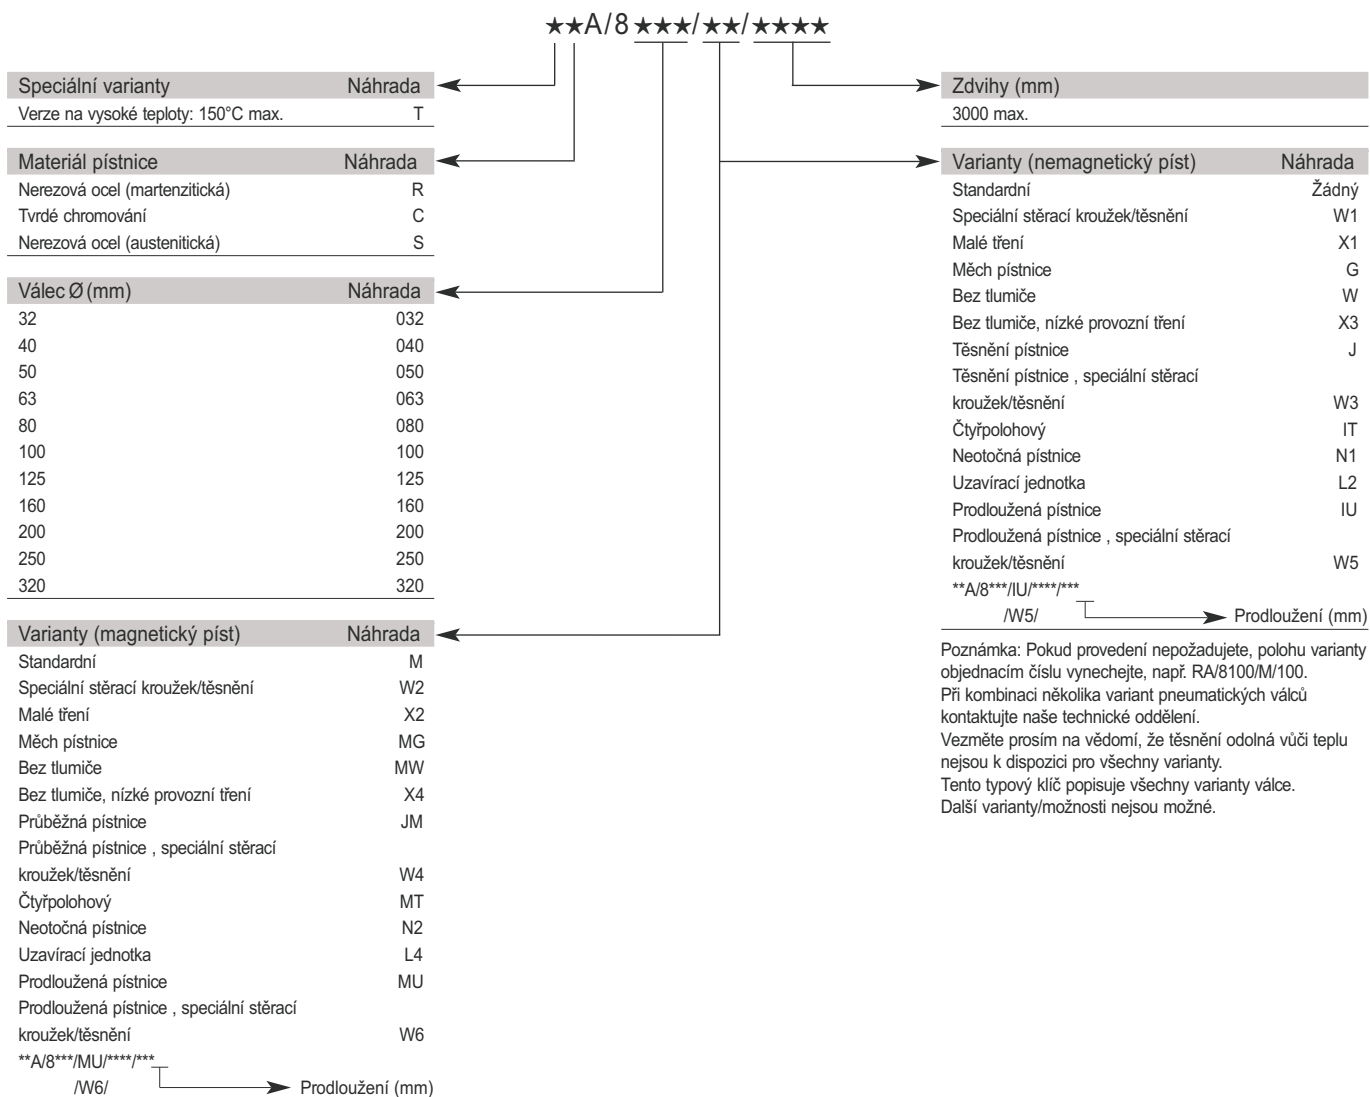 ★★A/8★★★/★★/★★★★
Speciální varianty Náhrada
Verze na vysoké teploty: 150°C max. T
Materiál pístnice Náhrada
Nerezová ocel (martenzitická) R
Tvrdé chromování C
Nerezová ocel (austenitická) S
Válec Ø (mm) Náhrada
32 032
40 040
50 050
63 063
80 080
100 100
125 125
160 160
200 200
250 250
320 320
Varianty (magnetický píst) Náhrada
Standardní M
Speciální stěrací kroužek/těsnění W2
Malé tření X2
Měch pístnice MG
Bez tlumiče MW
Bez tlumiče, nízké provozní tření X4
Průběžná pístnice JM
Průběžná pístnice , speciální stěrací
kroužek/těsnění W4
Čtyřpolohový MT
Neotočná pístnice N2
Uzavírací jednotka L4
Prodloužená pístnice MU
Prodloužená pístnice , speciální stěrací
kroužek/těsnění W6
**A/8***/MU/****/***
/W6/ Prodloužení (mm)
Zdvihy (mm)
3000 max.
Varianty (nemagnetický píst) Náhrada
Standardní Žádný
Speciální stěrací kroužek/těsnění W1
Malé tření X1
Měch pístnice G
Bez tlumiče W
Bez tlumiče, nízké provozní tření X3
Těsnění pístnice J
Těsnění pístnice , speciální stěrací
kroužek/těsnění W3
Čtyřpolohový IT
Neotočná pístnice N1
Uzavírací jednotka L2
Prodloužená pístnice IU
Prodloužená pístnice , speciální stěrací
kroužek/těsnění W5
**A/8***/IU/****/***
/W5/ Prodloužení (mm)
Poznámka: Pokud provedení nepožadujete, polohu varianty
objednacím číslu vynechejte, např. RA/8100/M/100.
Při kombinaci několika variant pneumatických válců
kontaktujte naše technické oddělení.
Vezměte prosím na vědomí, že těsnění odolná vůči teplu
nejsou k dispozici pro všechny varianty.
Tento typový klíč popisuje všechny varianty válce.
Další varianty/možnosti nejsou možné.